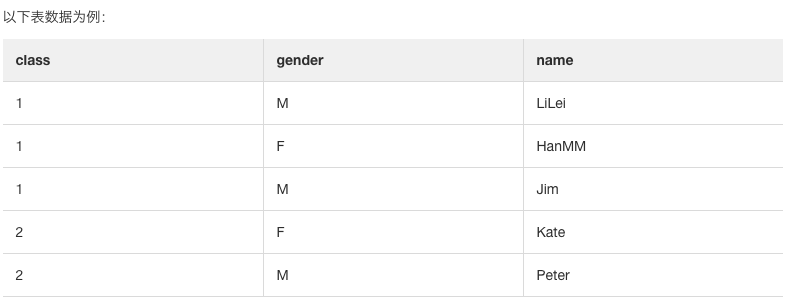 以下表数据为例：
class gender name
1 M LiLei
1 F HanMM
1 M Jim
2 F Kate
2 M Peter